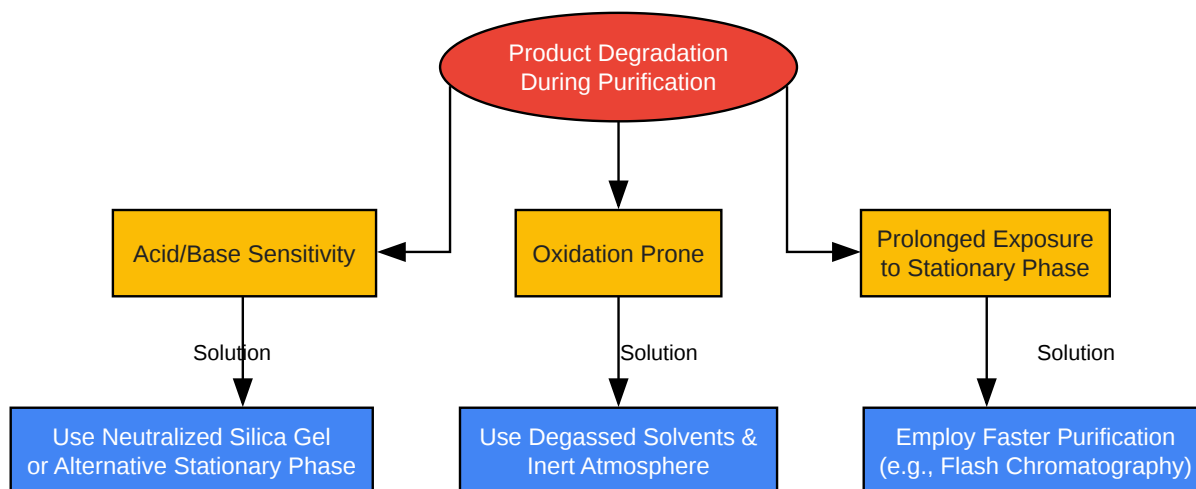 Product Degradation
During Purification
Acid/Base Sensitivity
Oxidation Prone
Prolonged Exposure
to Stationary Phase
Solution
Solution
Solution
Use Neutralized Silica Gel
or Alternative Stationary Phase
Use Degassed Solvents &
Inert Atmosphere
Employ Faster Purification
(e.g., Flash Chromatography)